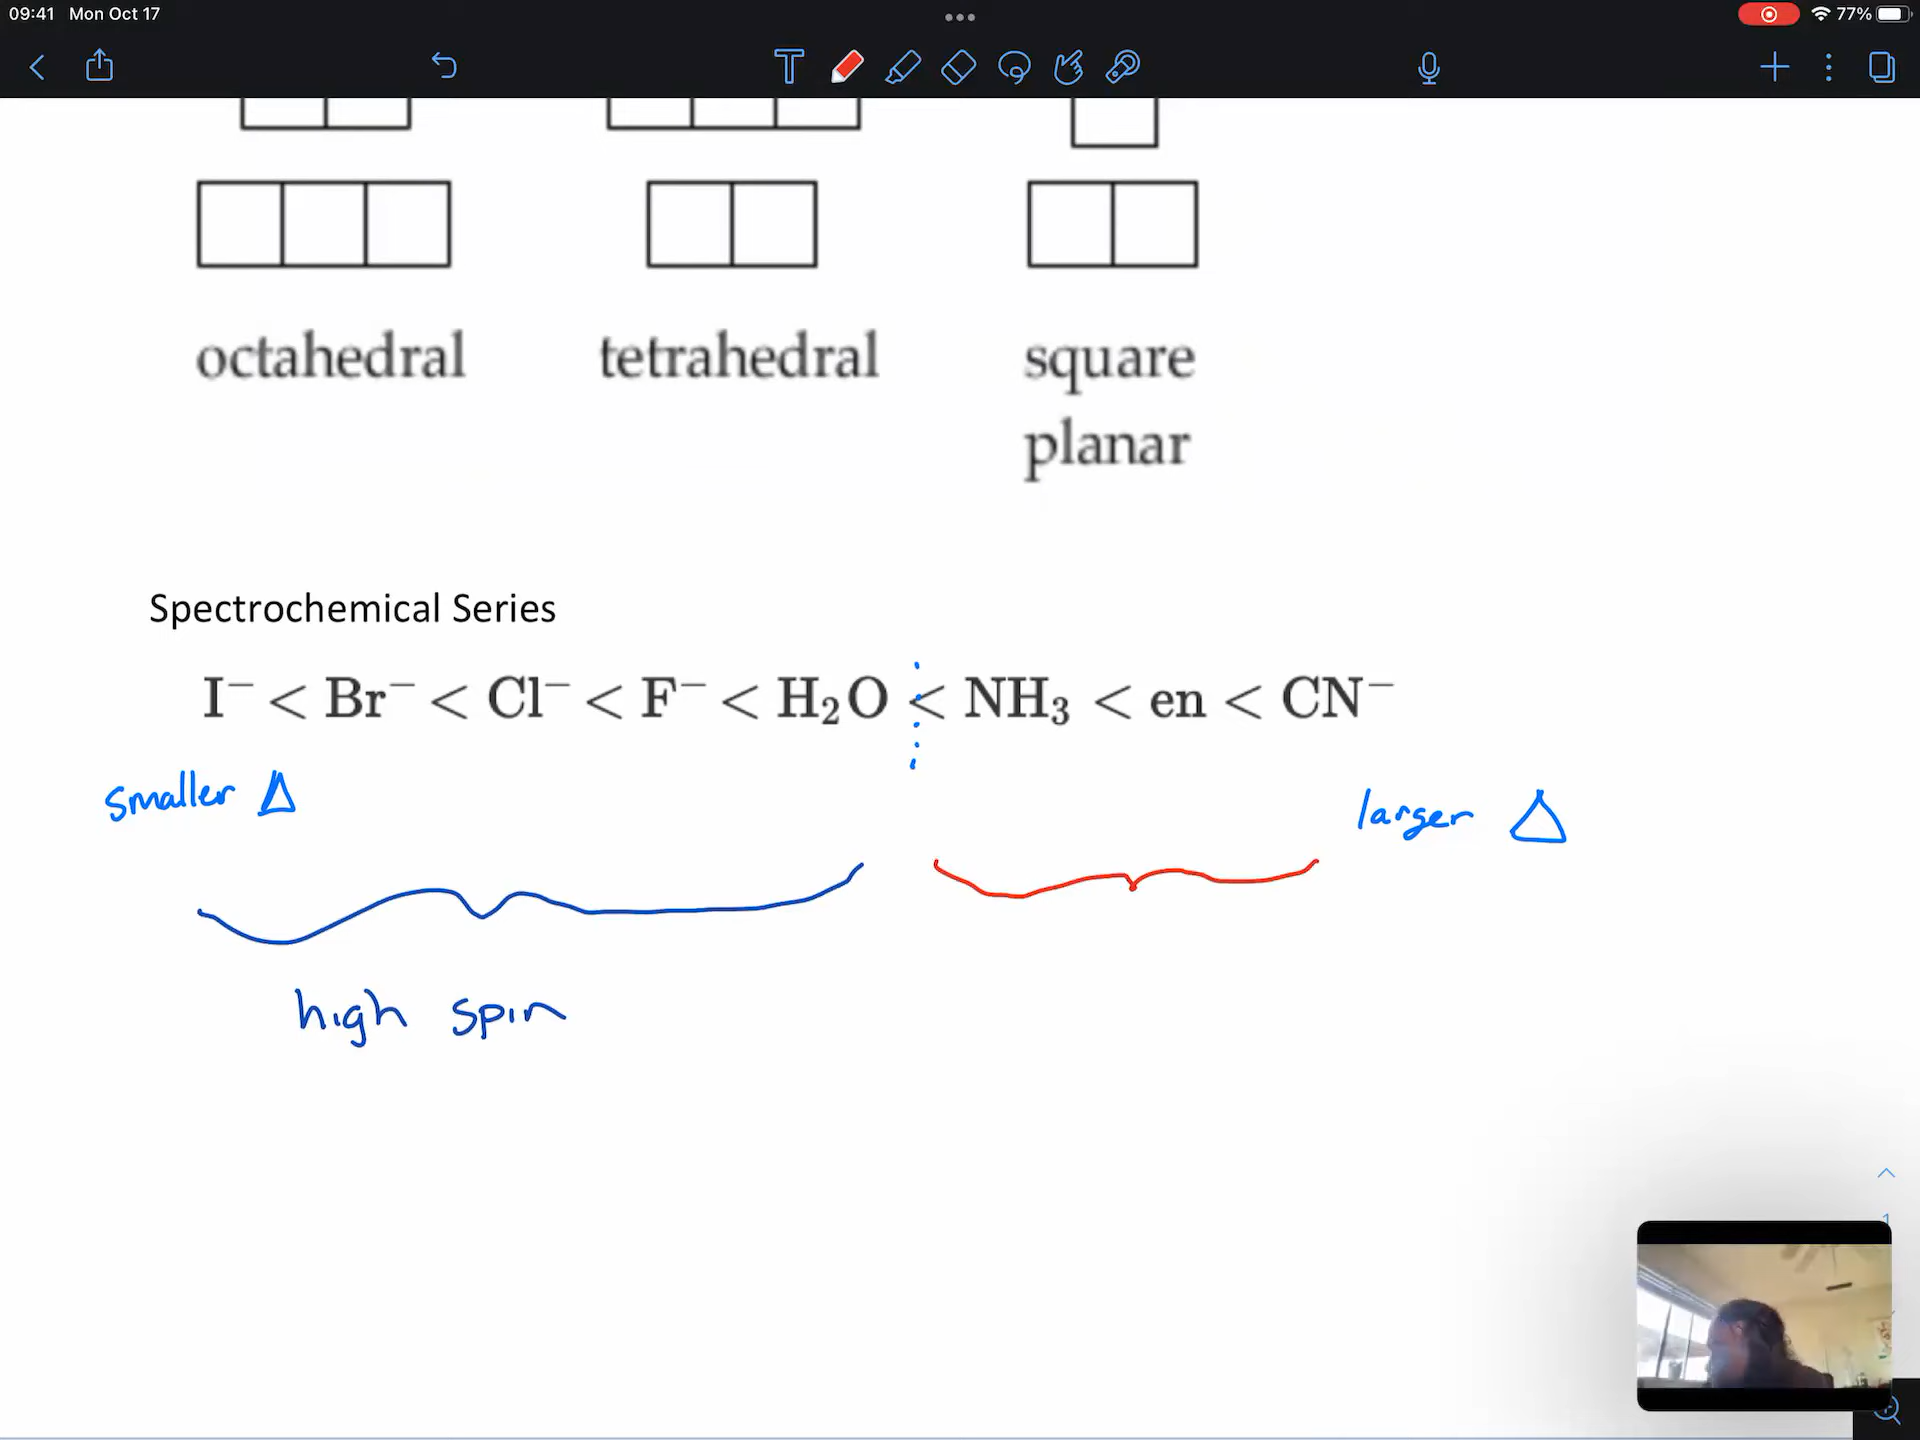 09:41 Mon Oct 17
77%
octahedral
tetrahedral
square
planar
Spectrochemical Series
I⁻ < Br⁻ < Cl⁻ < F⁻ < H₂O < NH₃ < en < CN⁻
smaller Δ
larger Δ
high spin
1